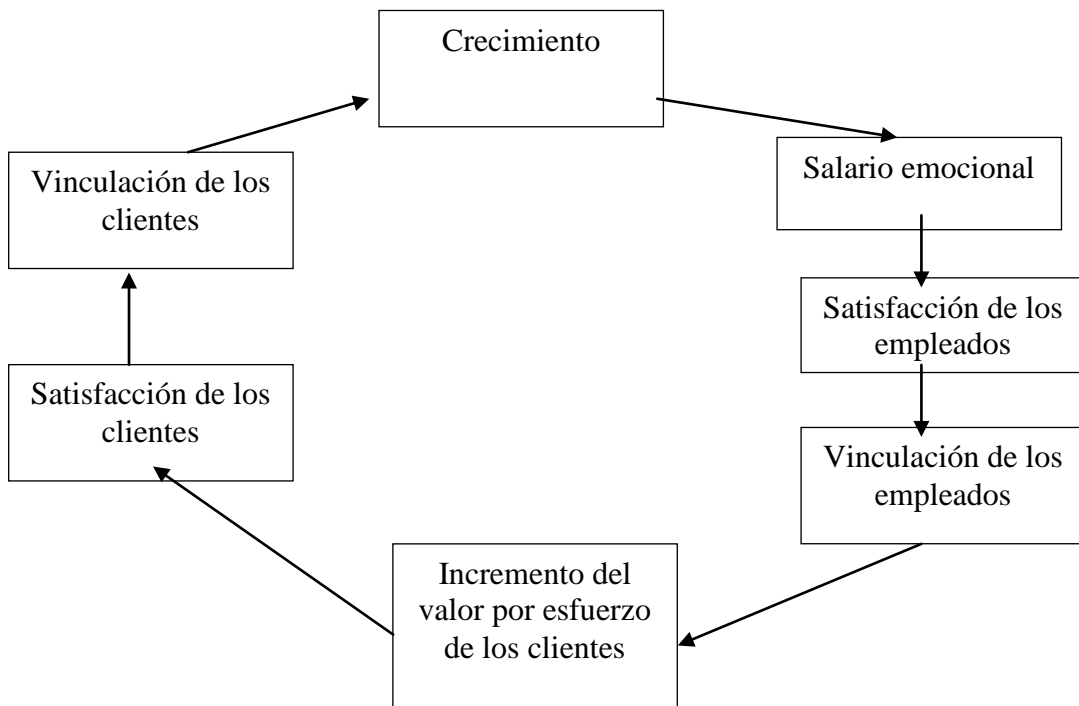 Crecimiento
Salario emocional
Satisfacción de los
empleados
Vinculación de los
empleados
Incremento del
valor por esfuerzo
de los clientes
Satisfacción de los
clientes
Vinculación de los
clientes